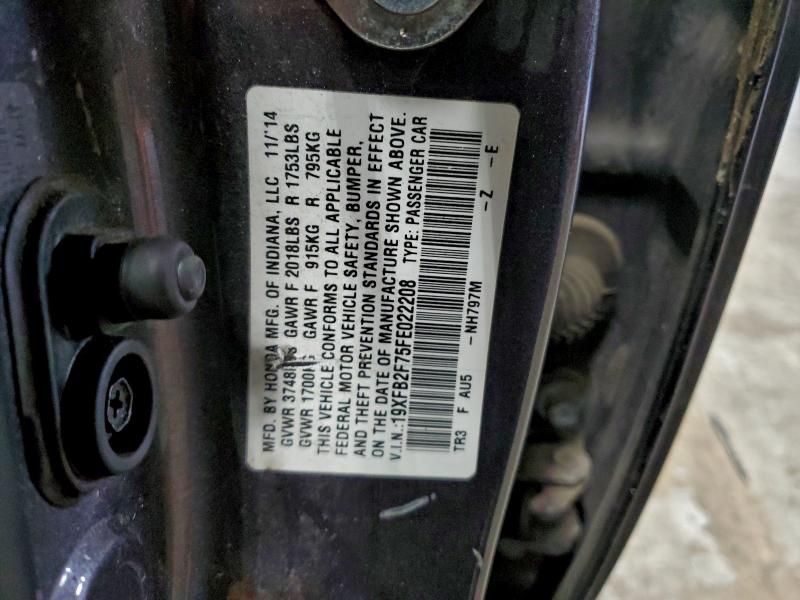 MFD. BY HONDA MFG. OF INDIANA, LLC 11/'14
GVWR 3748LBS GAWR F 2018LBS R 1753LBS
GVWR 1700KG GAWR F 915KG R 795KG
THIS VEHICLE CONFORMS TO ALL APPLICABLE
FEDERAL MOTOR VEHICLE SAFETY, BUMPER,
AND THEFT PREVENTION STANDARDS IN EFFECT
ON THE DATE OF MANUFACTURE SHOWN ABOVE.
V.I.N.:19XFB2F75FE022208 TYPE: PASSENGER CAR
TR3 F AU5 -NH797M -Z -E